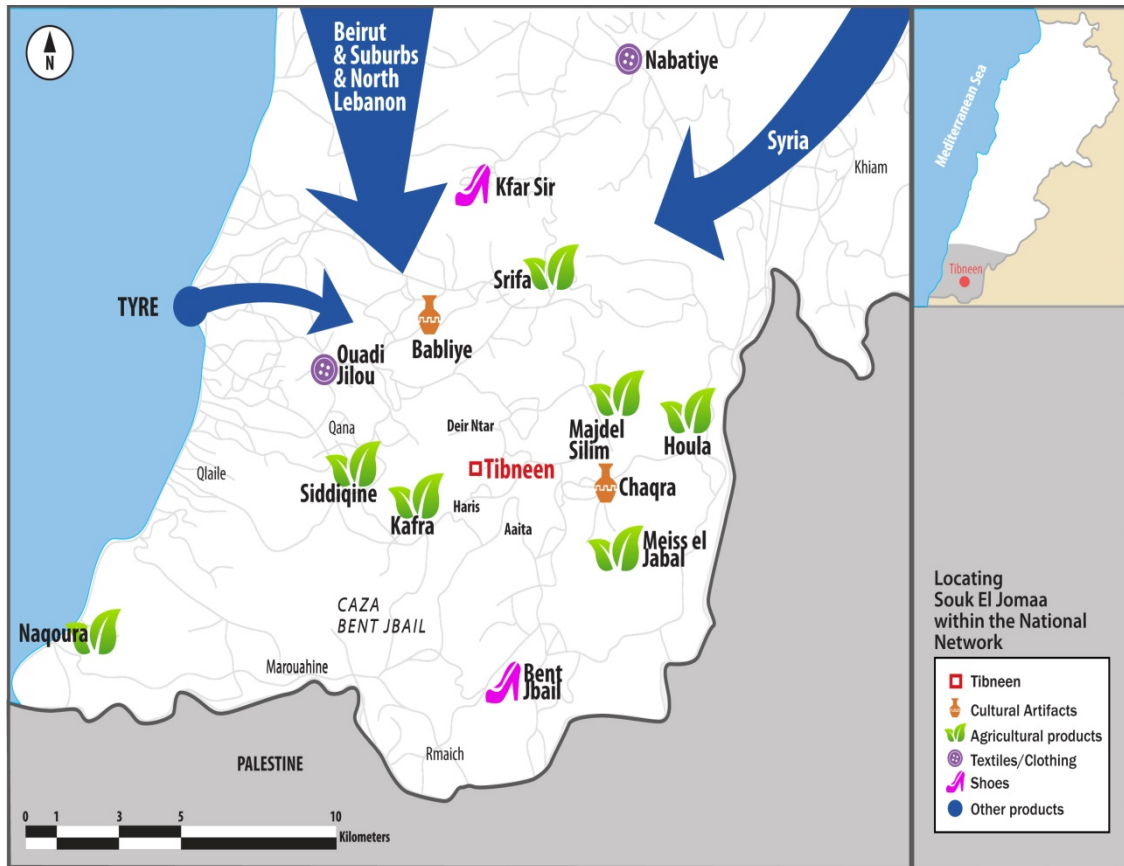 N
Beirut
& Suburbs
& North
Lebanon
Nabatiye
Syria
Khiam
Kfar Sir
Srifa
TYRE
Babliye
Ouadi
Jilou
Qana
Deir Ntar
Majdel
Silim
Houla
Qlaile
Siddiqine
Tibneen
Chaqra
Kafra
Haris
Aaita
Meiss el
Jabal
Naqoura
CAZA
BENT JBAIL
Marouahine
Bent
Jbail
Rmaich
PALESTINE
0 1 3 5 10
Kilometers
Mediterranean Sea
Tibneen
Locating
Souk El Jomaa
within the National
Network
Tibneen
Cultural Artifacts
Agricultural products
Textiles/Clothing
Shoes
Other products